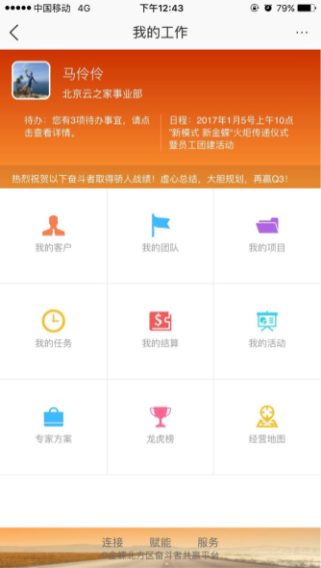 中国移动 4G 下午12:43 79%
我的工作
马伶伶
北京云之家事业部
待办：您有3项待办事宜，请点
击查看详情。
日程：2017年1月5号上午10点
"新模式 新金蝶"火炬传递仪式
暨员工团建活动
热烈祝贺以下奋斗者取得骄人战绩！虚心总结，大胆规划，再赢Q3！
我的客户 我的团队 我的项目
我的任务 我的结算 我的活动
专家方案 龙虎榜 经营地图
连接 赋能 服务
©金蝶北方区奋斗者共赢平台